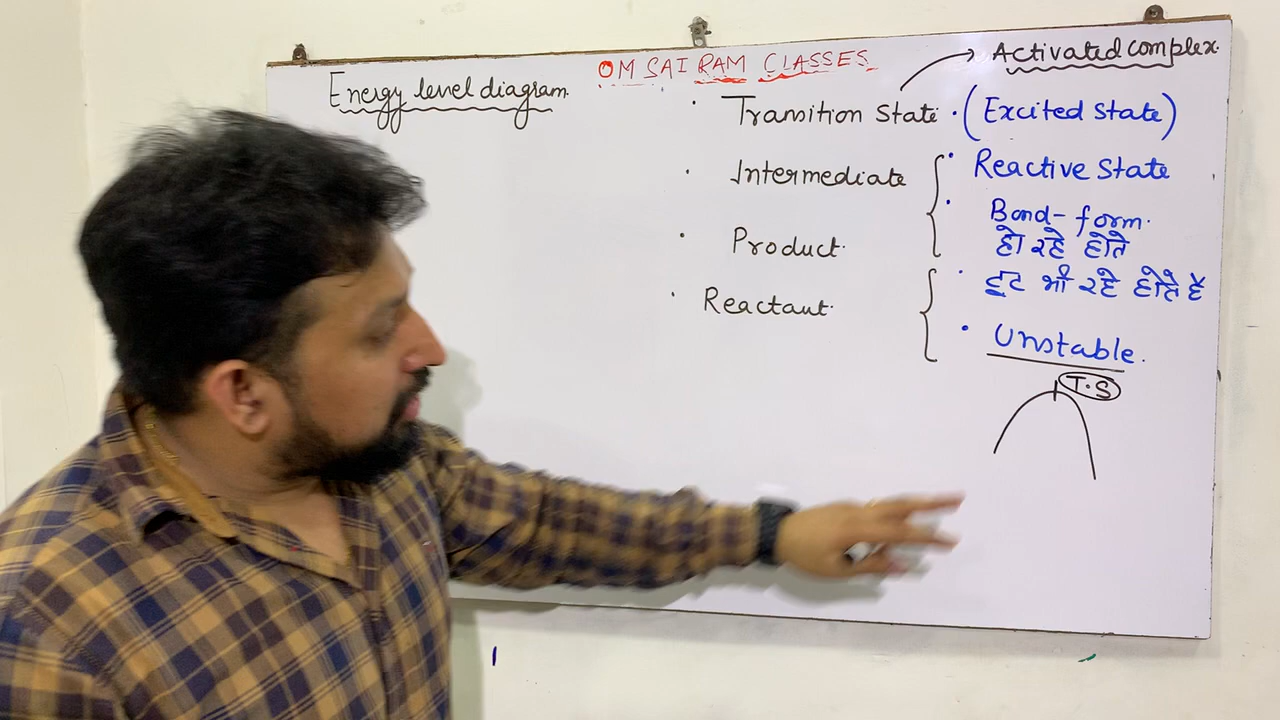 OM SAI RAM CLASSES
Energy level diagram
Activated complex.
Transition State . (Excited State)
Intermediate
Product.
Reactant.
Reactive State
Bond-form.
हो रहे होते
टूट भी रहे होते हैं
Unstable.
T.S